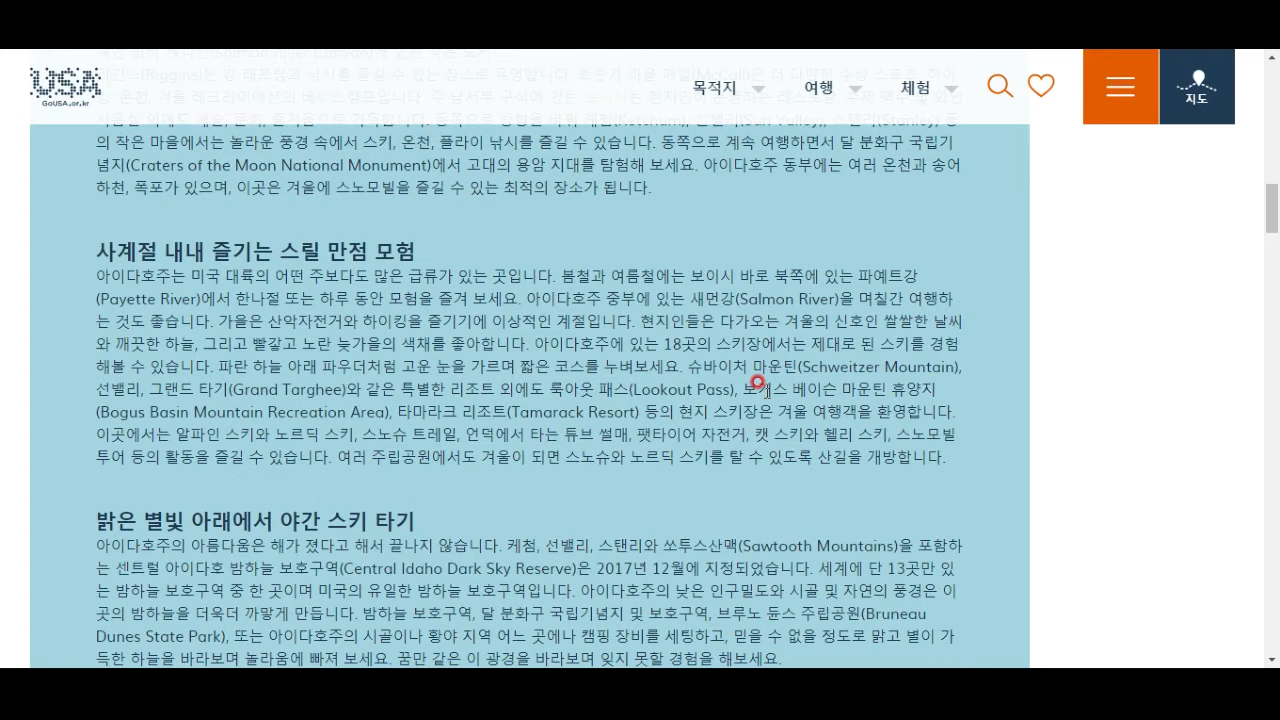 USA
GoUSA.or.kr
목적지
여행
체험
지도
의 작은 마을에서는 놀라운 풍경 속에서 스키, 온천, 플라이 낚시를 즐길 수 있습니다. 동쪽으로 계속 여행하면서 달 분화구 국립기
념지(Craters of the Moon National Monument)에서 고대의 용암 지대를 탐험해 보세요. 아이다호주 동부에는 여러 온천과 송어
하천, 폭포가 있으며, 이곳은 겨울에 스노모빌을 즐길 수 있는 최적의 장소가 됩니다.
사계절 내내 즐기는 스릴 만점 모험
아이다호주는 미국 대륙의 어떤 주보다도 많은 급류가 있는 곳입니다. 봄철과 여름철에는 보이시 바로 북쪽에 있는 파예트강
(Payette River)에서 한나절 또는 하루 동안 모험을 즐겨 보세요. 아이다호주 중부에 있는 새먼강(Salmon River)을 며칠간 여행하
는 것도 좋습니다. 가을은 산악자전거와 하이킹을 즐기기에 이상적인 계절입니다. 현지인들은 다가오는 겨울의 신호인 쌀쌀한 날씨
와 깨끗한 하늘, 그리고 빨갛고 노란 늦가을의 색채를 좋아합니다. 아이다호주에 있는 18곳의 스키장에서는 제대로 된 스키를 경험
해볼 수 있습니다. 파란 하늘 아래 파우더처럼 고운 눈을 가르며 짧은 코스를 누벼보세요. 슈바이처 마운틴(Schweitzer Mountain),
선밸리, 그랜드 타기(Grand Targhee)와 같은 특별한 리조트 외에도 룩아웃 패스(Lookout Pass), 보거스 베이슨 마운틴 휴양지
(Bogus Basin Mountain Recreation Area), 타마라크 리조트(Tamarack Resort) 등의 현지 스키장은 겨울 여행객을 환영합니다.
이곳에서는 알파인 스키와 노르딕 스키, 스노슈 트레일, 언덕에서 타는 튜브 썰매, 팻타이어 자전거, 캣 스키와 헬리 스키, 스노모빌
투어 등의 활동을 즐길 수 있습니다. 여러 주립공원에서도 겨울이 되면 스노슈와 노르딕 스키를 탈 수 있도록 산길을 개방합니다.
밝은 별빛 아래에서 야간 스키 타기
아이다호주의 아름다움은 해가 졌다고 해서 끝나지 않습니다. 케첨, 선밸리, 스탠리와 쏘투스산맥(Sawtooth Mountains)을 포함하
는 센트럴 아이다호 밤하늘 보호구역(Central Idaho Dark Sky Reserve)은 2017년 12월에 지정되었습니다. 세계에 단 13곳만 있
는 밤하늘 보호구역 중 한 곳이며 미국의 유일한 밤하늘 보호구역입니다. 아이다호주의 낮은 인구밀도와 시골 및 자연의 풍경은 이
곳의 밤하늘을 더욱더 까맣게 만듭니다. 밤하늘 보호구역, 달 분화구 국립기념지 및 보호구역, 브루노 듄스 주립공원(Bruneau
Dunes State Park), 또는 아이다호주의 시골이나 황야 지역 어느 곳에나 캠핑 장비를 세팅하고, 믿을 수 없을 정도로 맑고 별이 가
득한 하늘을 바라보며 놀라움에 빠져 보세요. 꿈만 같은 이 광경을 바라보며 잊지 못할 경험을 해보세요.